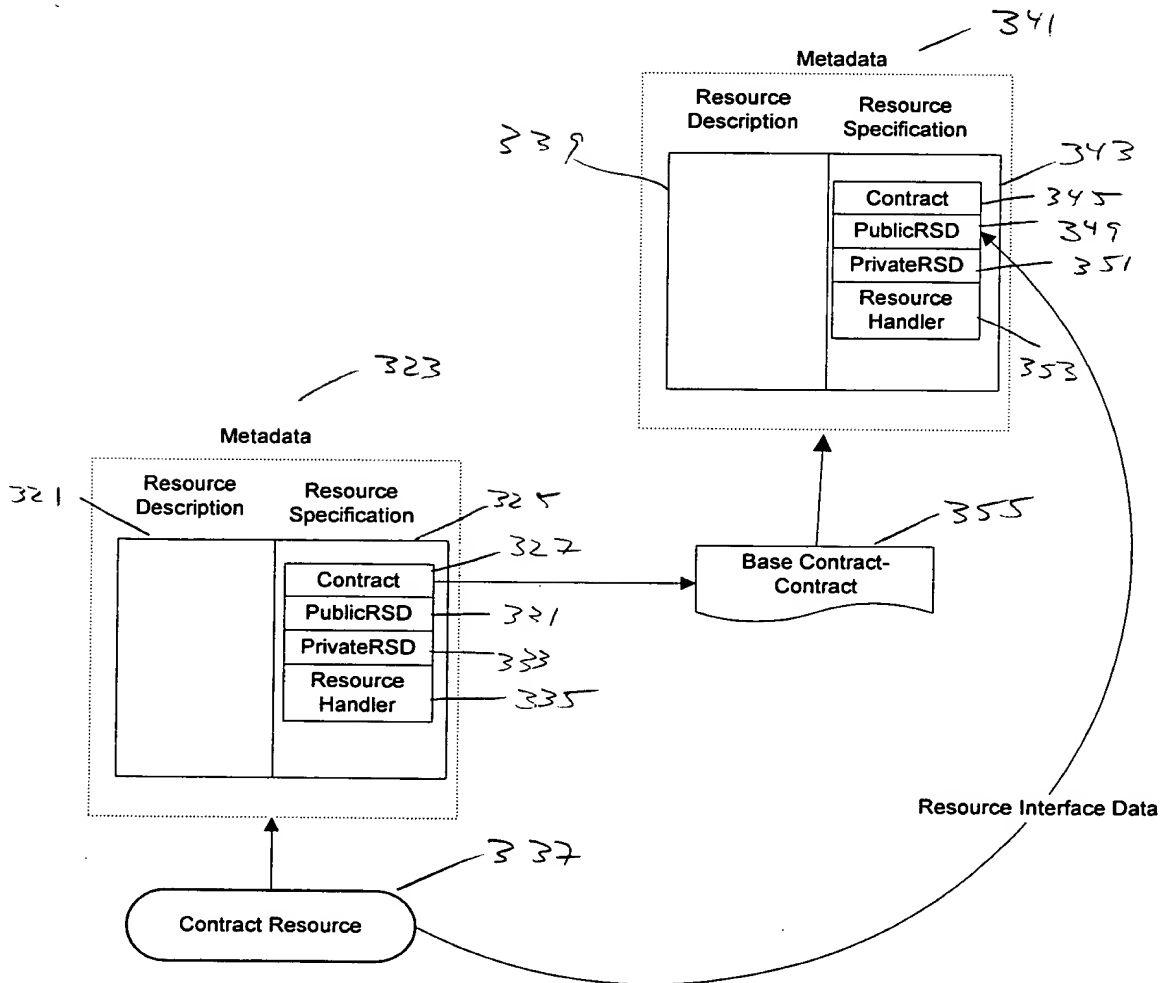 341
Metadata
Resource
Description
Resource
Specification
339
343
Contract
345
PublicRSD
349
PrivateRSD
351
Resource
Handler
353
323
Metadata
321
Resource
Description
Resource
Specification
325
327
Contract
PublicRSD
321
PrivateRSD
333
Resource
Handler
335
355
Base Contract-
Contract
Resource Interface Data
337
Contract Resource